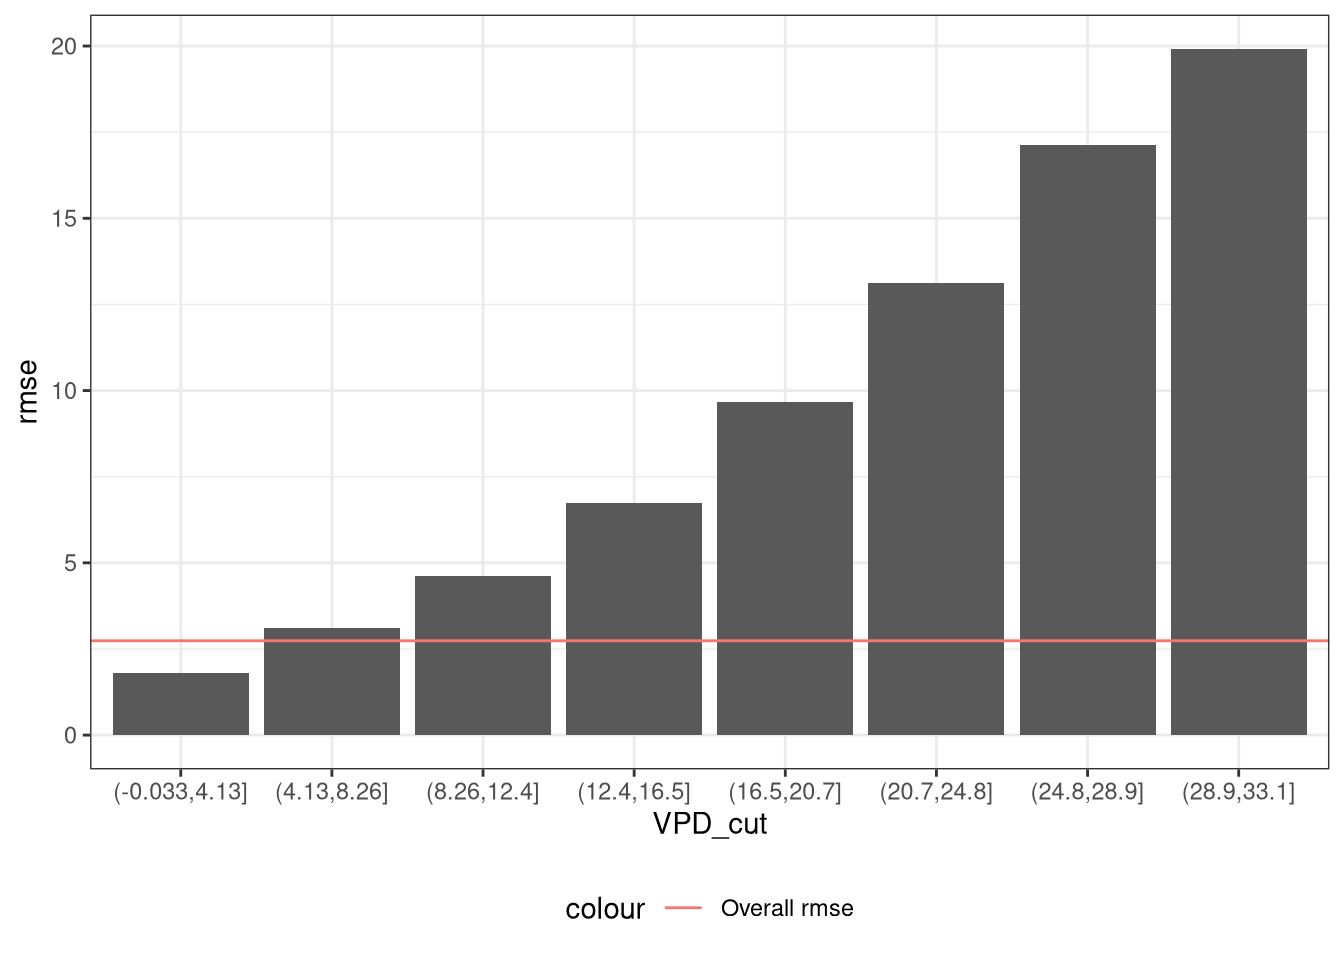 20
15
10
5
0
rmse
(-0.033,4.13] (4.13,8.26] (8.26,12.4] (12.4,16.5] (16.5,20.7] (20.7,24.8] (24.8,28.9] (28.9,33.1]
VPD_cut
colour Overall rmse